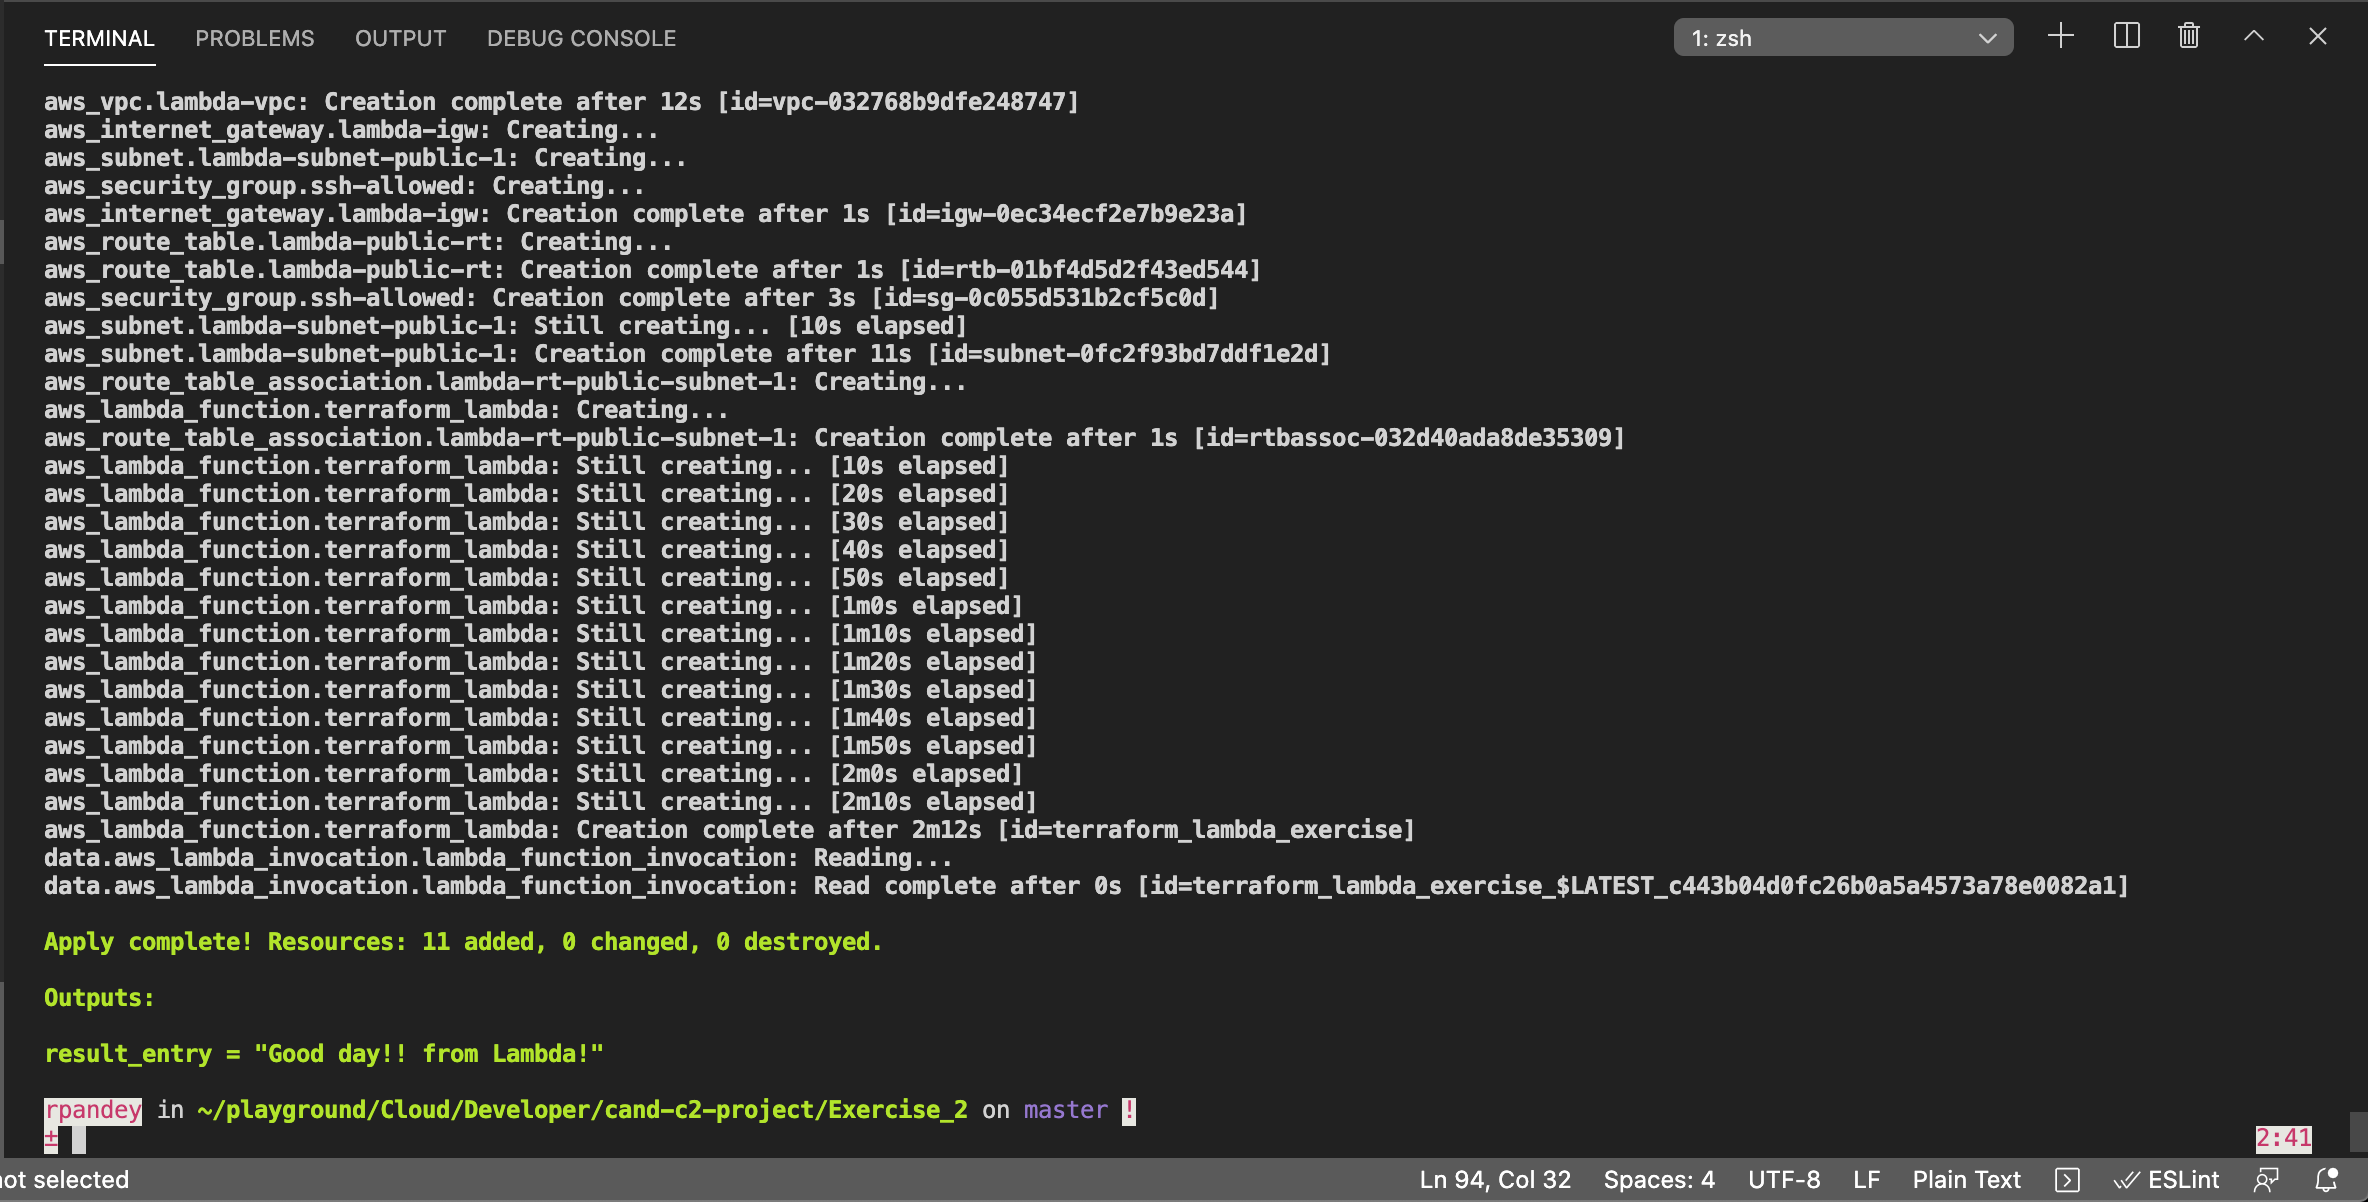 TERMINAL PROBLEMS OUTPUT DEBUG CONSOLE 1: zsh
aws_vpc.lambda-vpc: Creation complete after 12s [id=vpc-032768b9dfe248747]
aws_internet_gateway.lambda-igw: Creating...
aws_subnet.lambda-subnet-public-1: Creating...
aws_security_group.ssh-allowed: Creating...
aws_internet_gateway.lambda-igw: Creation complete after 1s [id=igw-0ec34ecf2e7b9e23a]
aws_route_table.lambda-public-rt: Creating...
aws_route_table.lambda-public-rt: Creation complete after 1s [id=rtb-01bf4d5d2f43ed544]
aws_security_group.ssh-allowed: Creation complete after 3s [id=sg-0c055d531b2cf5c0d]
aws_subnet.lambda-subnet-public-1: Still creating... [10s elapsed]
aws_subnet.lambda-subnet-public-1: Creation complete after 11s [id=subnet-0fc2f93bd7ddf1e2d]
aws_route_table_association.lambda-rt-public-subnet-1: Creating...
aws_lambda_function.terraform_lambda: Creating...
aws_route_table_association.lambda-rt-public-subnet-1: Creation complete after 1s [id=rtbassoc-032d40ada8de35309]
aws_lambda_function.terraform_lambda: Still creating... [10s elapsed]
aws_lambda_function.terraform_lambda: Still creating... [20s elapsed]
aws_lambda_function.terraform_lambda: Still creating... [30s elapsed]
aws_lambda_function.terraform_lambda: Still creating... [40s elapsed]
aws_lambda_function.terraform_lambda: Still creating... [50s elapsed]
aws_lambda_function.terraform_lambda: Still creating... [1m0s elapsed]
aws_lambda_function.terraform_lambda: Still creating... [1m10s elapsed]
aws_lambda_function.terraform_lambda: Still creating... [1m20s elapsed]
aws_lambda_function.terraform_lambda: Still creating... [1m30s elapsed]
aws_lambda_function.terraform_lambda: Still creating... [1m40s elapsed]
aws_lambda_function.terraform_lambda: Still creating... [1m50s elapsed]
aws_lambda_function.terraform_lambda: Still creating... [2m0s elapsed]
aws_lambda_function.terraform_lambda: Still creating... [2m10s elapsed]
aws_lambda_function.terraform_lambda: Creation complete after 2m12s [id=terraform_lambda_exercise]
data.aws_lambda_invocation.lambda_function_invocation: Reading...
data.aws_lambda_invocation.lambda_function_invocation: Read complete after 0s [id=terraform_lambda_exercise_$LATEST_c443b04d0fc26b0a5a4573a78e0082a1]
Apply complete! Resources: 11 added, 0 changed, 0 destroyed.
Outputs:
result_entry = "Good day!! from Lambda!"
rpandey in ~/playground/Cloud/Developer/cand-c2-project/Exercise_2 on master !
± 2:41
not selected Ln 94, Col 32 Spaces: 4 UTF-8 LF Plain Text ESLint